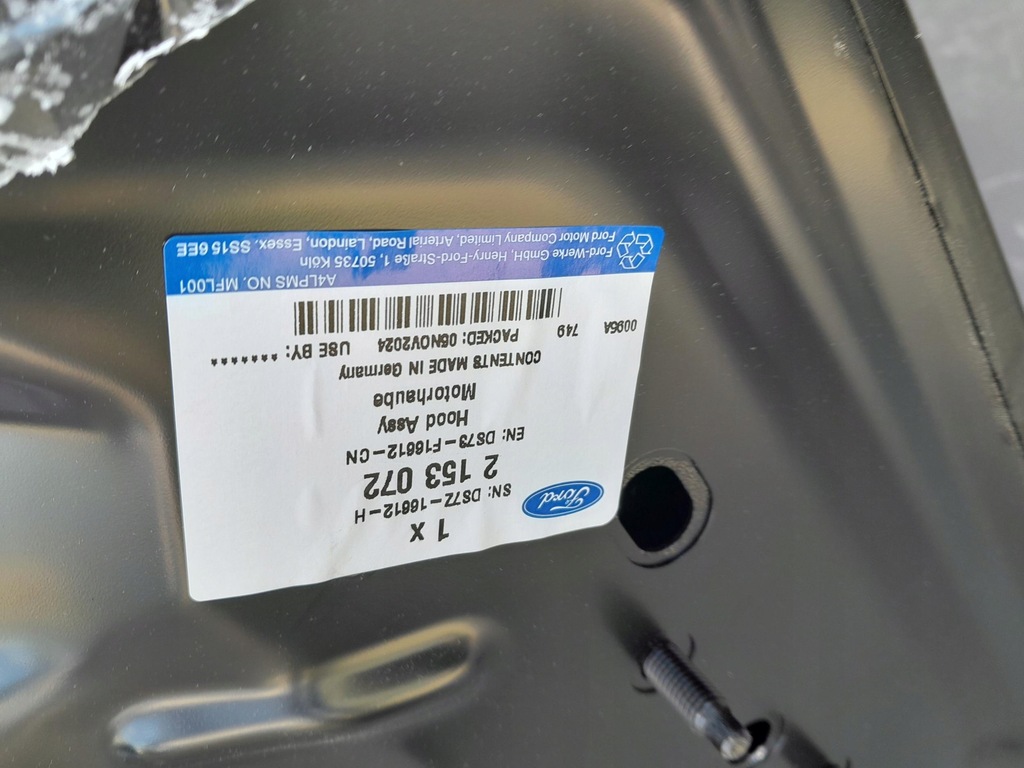 1 x
Ford
SN: DS7Z-16612-H
2 153 072
EN: DS73-F16612-CN
Hood Assy
Motorhaube
CONTENTS MADE IN Germany
0096A 749 PACKED: 06NOV2024 USE BY: *******
A4LPMS NO. MFL001
Ford-Werke GmbH, Henry-Ford-Straße 1, 50735 Köln
Ford Motor Company Limited, Arterial Road, Laindon, Essex, SS15 6EE